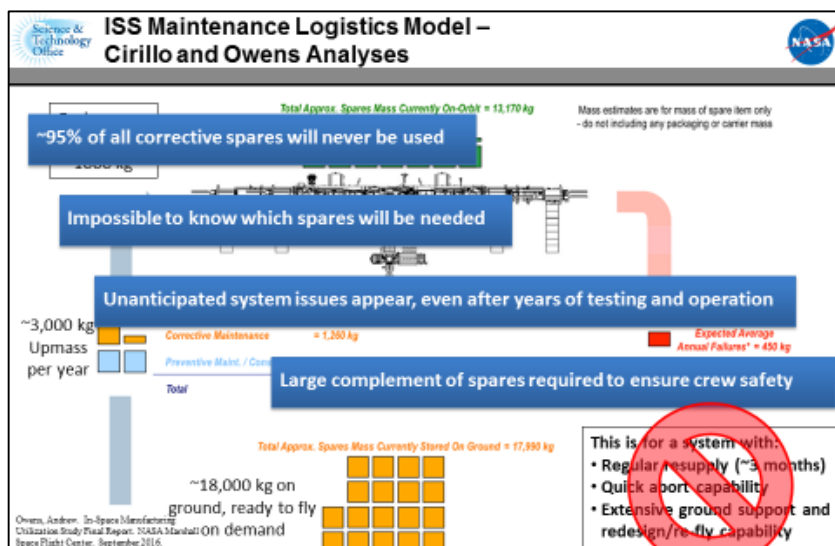 Science &
Technology
Office
ISS Maintenance Logistics Model –
Cirillo and Owens Analyses
NASA
Total Approx. Spares Mass Currently On-Orbit = 13,170 kg
Mass estimates are for mass of spare item only
- do not including any packaging or carrier mass
~95% of all corrective spares will never be used
Impossible to know which spares will be needed
Unanticipated system issues appear, even after years of testing and operation
~3,000 kg
Upmass
per year
Corrective Maintenance = 1,260 kg
Preventive Maint. /
Total
Expected Average
Annual Failures* = 450 kg
Large complement of spares required to ensure crew safety
Total Approx. Spares Mass Currently Stored On Ground = 17,990 kg
~18,000 kg on
ground, ready to fly
on demand
This is for a system with:
• Regular resupply (~3 months)
• Quick abort capability
• Extensive ground support and
redesign/re-fly capability
Owens, Andrew. In-Space Manufacturing
Utilization Study Final Report. NASA Marshall
Space Flight Center. September 2016.